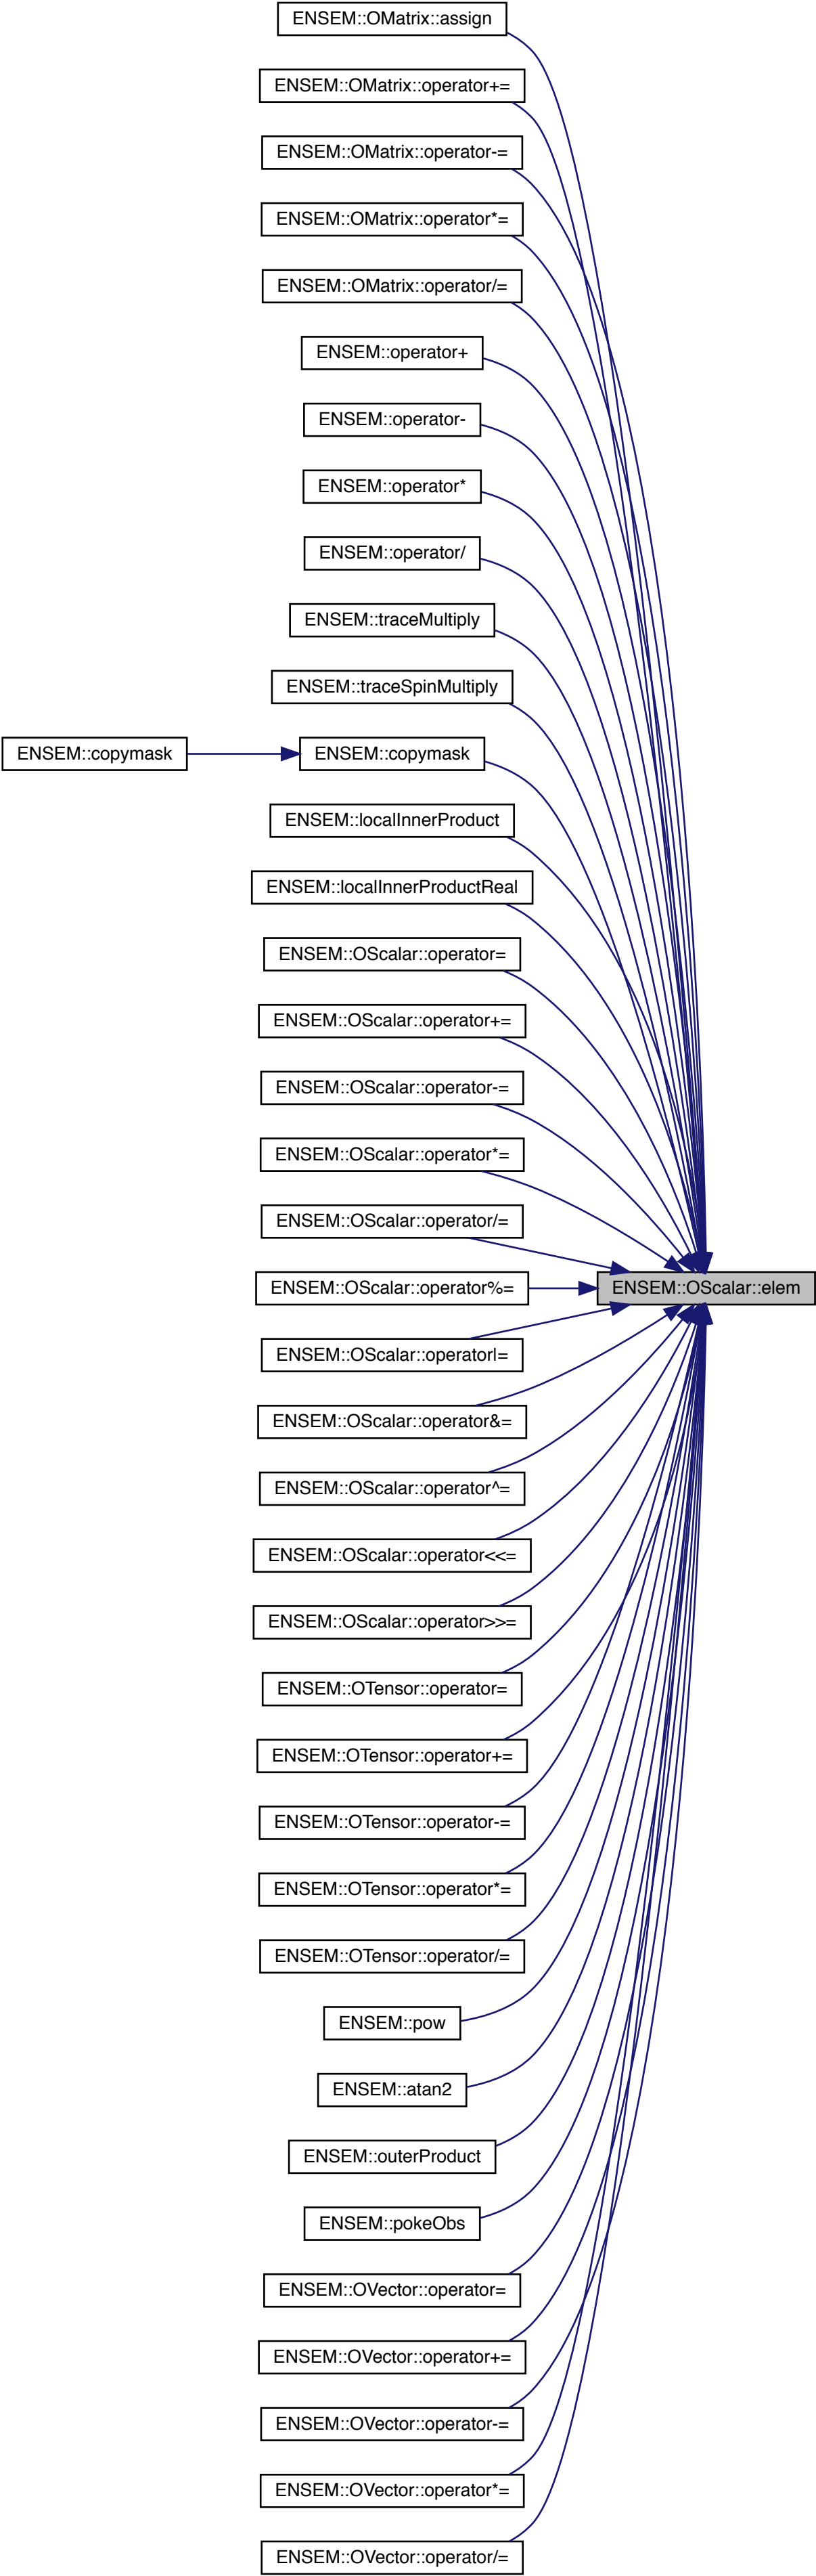 ENSEM::OMatrix::assign
ENSEM::OMatrix::operator+=
ENSEM::OMatrix::operator-=
ENSEM::OMatrix::operator*=
ENSEM::OMatrix::operator/=
ENSEM::operator+
ENSEM::operator-
ENSEM::operator*
ENSEM::operator/
ENSEM::traceMultiply
ENSEM::traceSpinMultiply
ENSEM::copymask
ENSEM::copymask
ENSEM::localInnerProduct
ENSEM::localInnerProductReal
ENSEM::OScalar::operator=
ENSEM::OScalar::operator+=
ENSEM::OScalar::operator-=
ENSEM::OScalar::operator*=
ENSEM::OScalar::operator/=
ENSEM::OScalar::operator%=
ENSEM::OScalar::elem
ENSEM::OScalar::operator|=
ENSEM::OScalar::operator&=
ENSEM::OScalar::operator^=
ENSEM::OScalar::operator<<=
ENSEM::OScalar::operator>>=
ENSEM::OTensor::operator=
ENSEM::OTensor::operator+=
ENSEM::OTensor::operator-=
ENSEM::OTensor::operator*=
ENSEM::OTensor::operator/=
ENSEM::pow
ENSEM::atan2
ENSEM::outerProduct
ENSEM::pokeObs
ENSEM::OVector::operator=
ENSEM::OVector::operator+=
ENSEM::OVector::operator-=
ENSEM::OVector::operator*=
ENSEM::OVector::operator/=